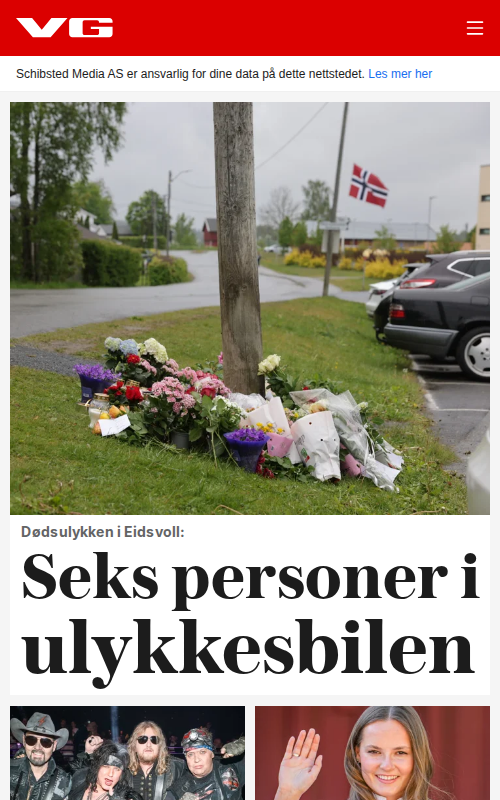 VG
Schibsted Media AS er ansvarlig for dine data på dette nettstedet. Les mer her
Dødsulykken i Eidsvoll:
Seks personer i
ulykkesbilen